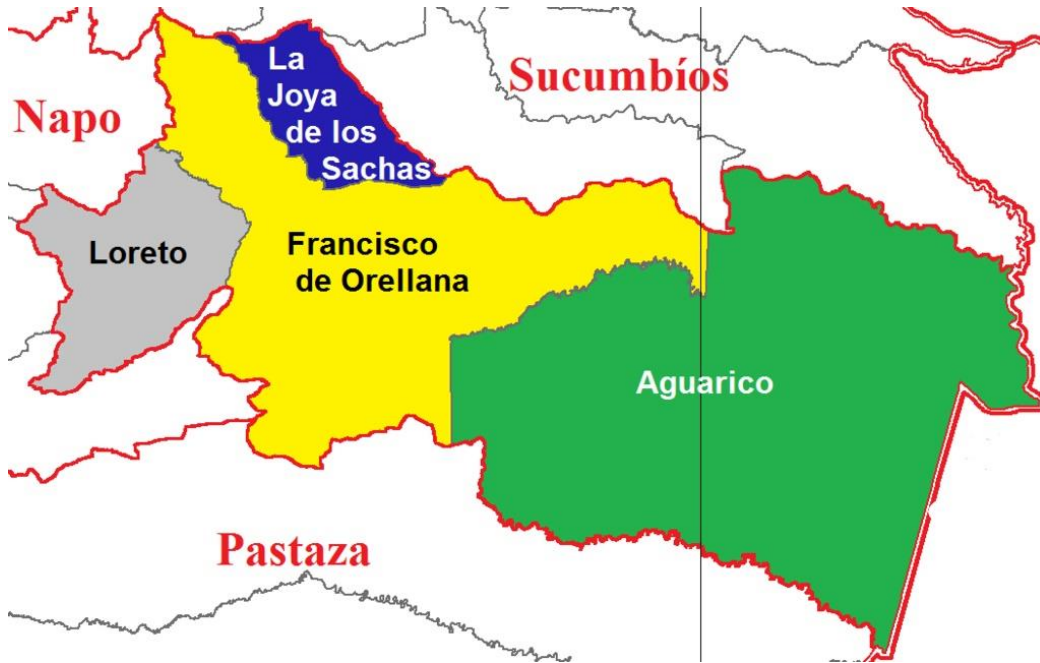 La
Joya
de los
Sachas
Sucumbíos
Napo
Loreto
Francisco
de Orellana
Aguarico
Pastaza